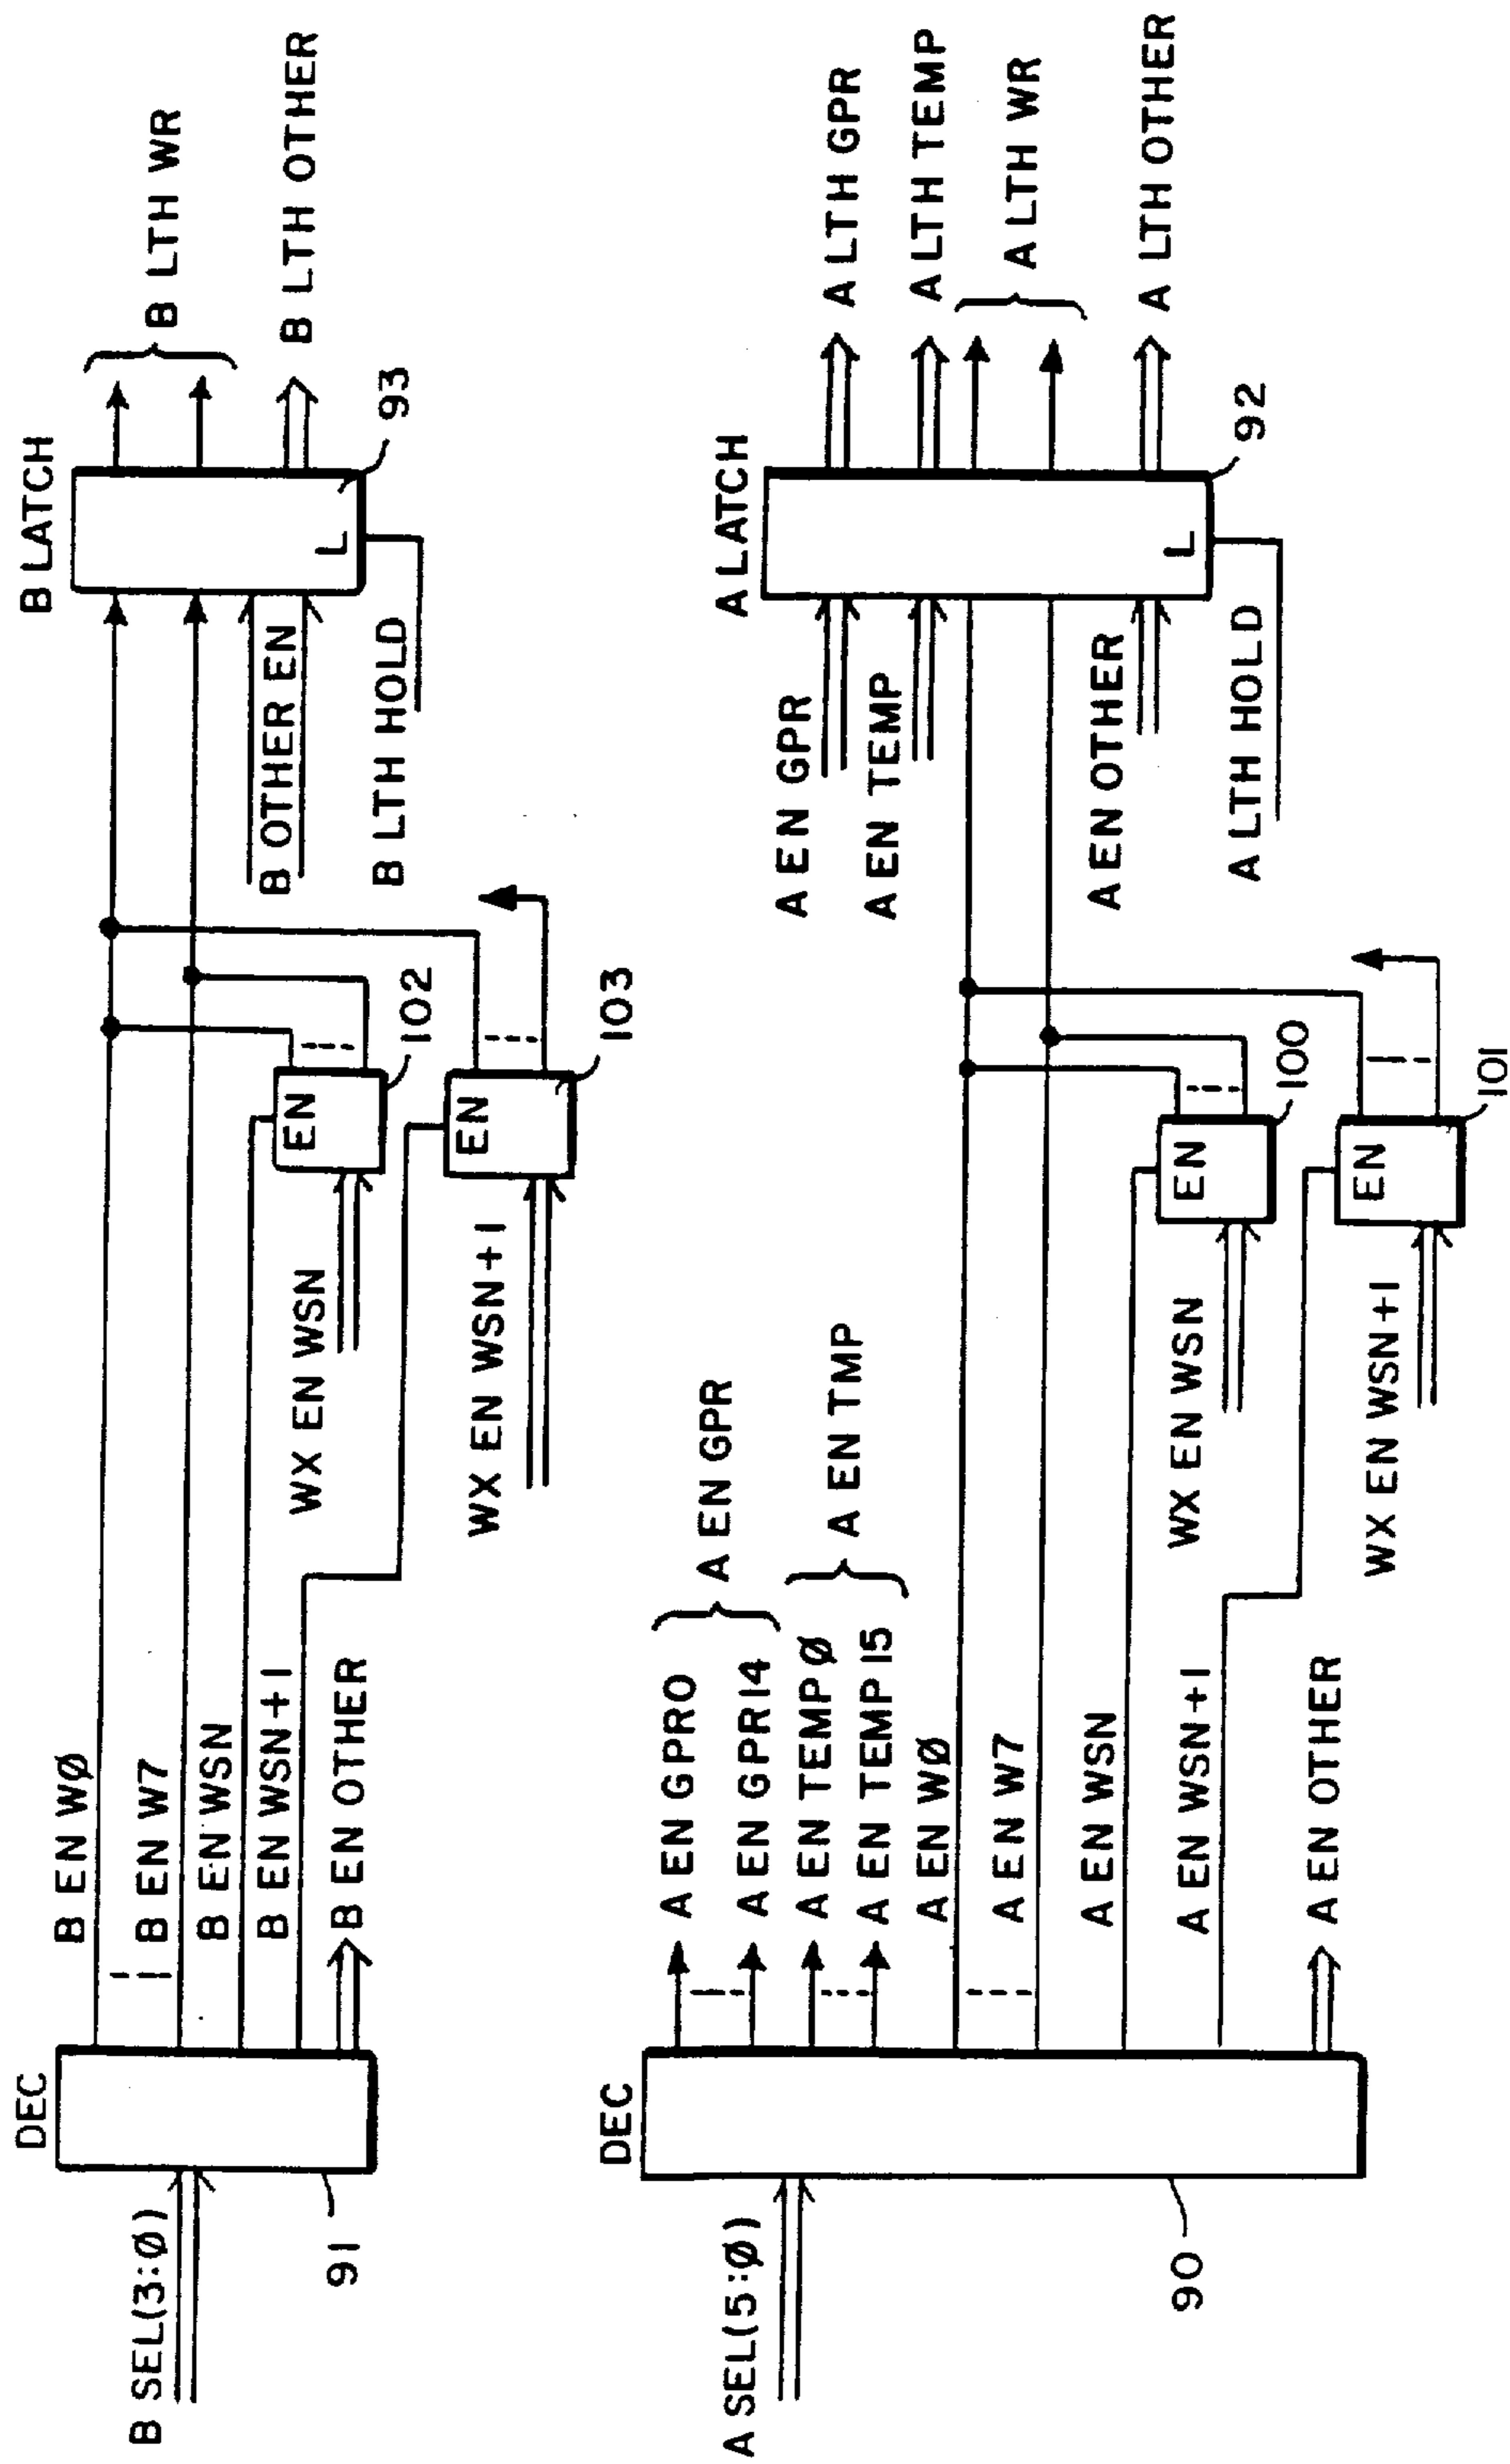 DEC
B SEL(3:Ø)
91
B EN WØ
B EN W7
B EN WSN
B EN WSN+1
B EN OTHER
WX EN WSN
EN
102
WX EN WSN+1
EN
103
B OTHER EN
B LTH HOLD
B LATCH
L
93
B LTH WR
B LTH OTHER
DEC
A SEL(5:Ø)
90
A EN GPRO
A EN GPR14
A EN GPR
A EN TEMPØ
A EN TEMP15
A EN TMP
A EN WØ
A EN W7
A EN WSN
A EN WSN+1
A EN OTHER
WX EN WSN
EN
100
WX EN WSN+1
EN
101
A EN GPR
A EN TEMP
A EN OTHER
A LTH HOLD
A LATCH
L
92
A LTH GPR
A LTH TEMP
A LTH WR
A LTH OTHER